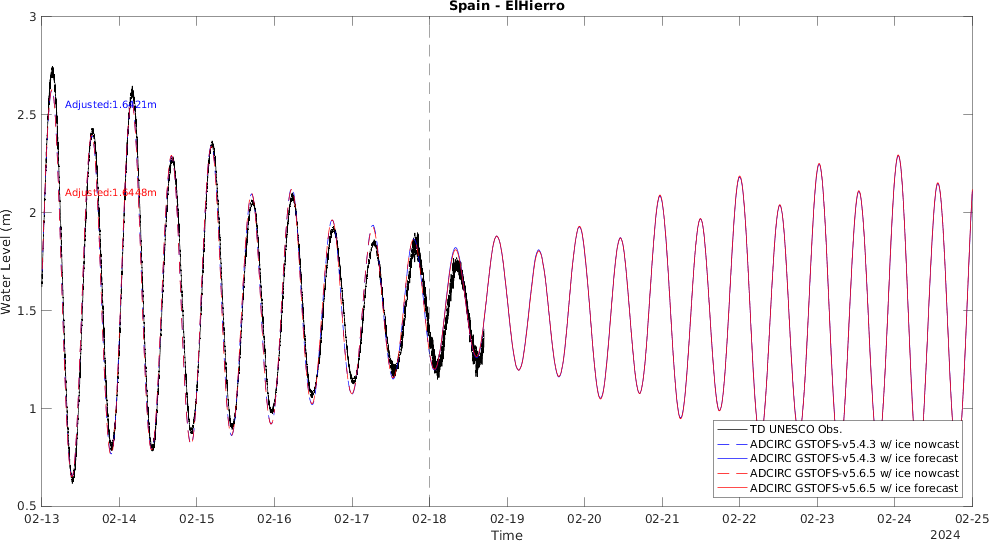 Spain - ElHierro
3
2.5
2
1.5
1
0.5
Water Level (m)
Adjusted:1.6421m
Adjusted:1.6448m
TD UNESCO Obs.
ADCIRC GSTOFS-v5.4.3 w/ ice nowcast
ADCIRC GSTOFS-v5.4.3 w/ ice forecast
ADCIRC GSTOFS-v5.6.5 w/ ice nowcast
ADCIRC GSTOFS-v5.6.5 w/ ice forecast
02-13 02-14 02-15 02-16 02-17 02-18 02-19 02-20 02-21 02-22 02-23 02-24 02-25
Time
2024